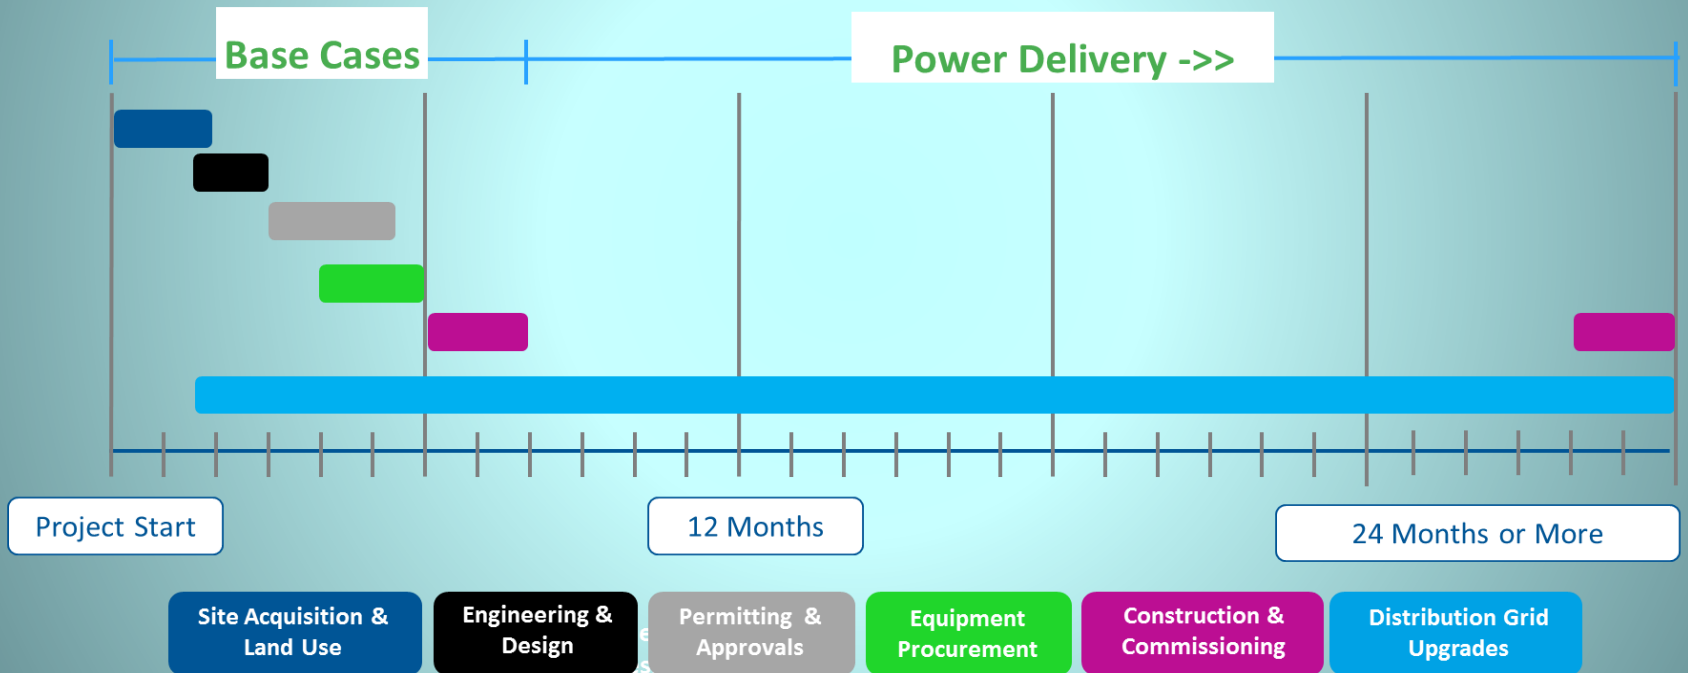 Base Cases
Power Delivery ->>
Project Start
12 Months
24 Months or More
Site Acquisition &
Land Use
Engineering &
Design
Permitting &
Approvals
Equipment
Procurement
Construction &
Commissioning
Distribution Grid
Upgrades